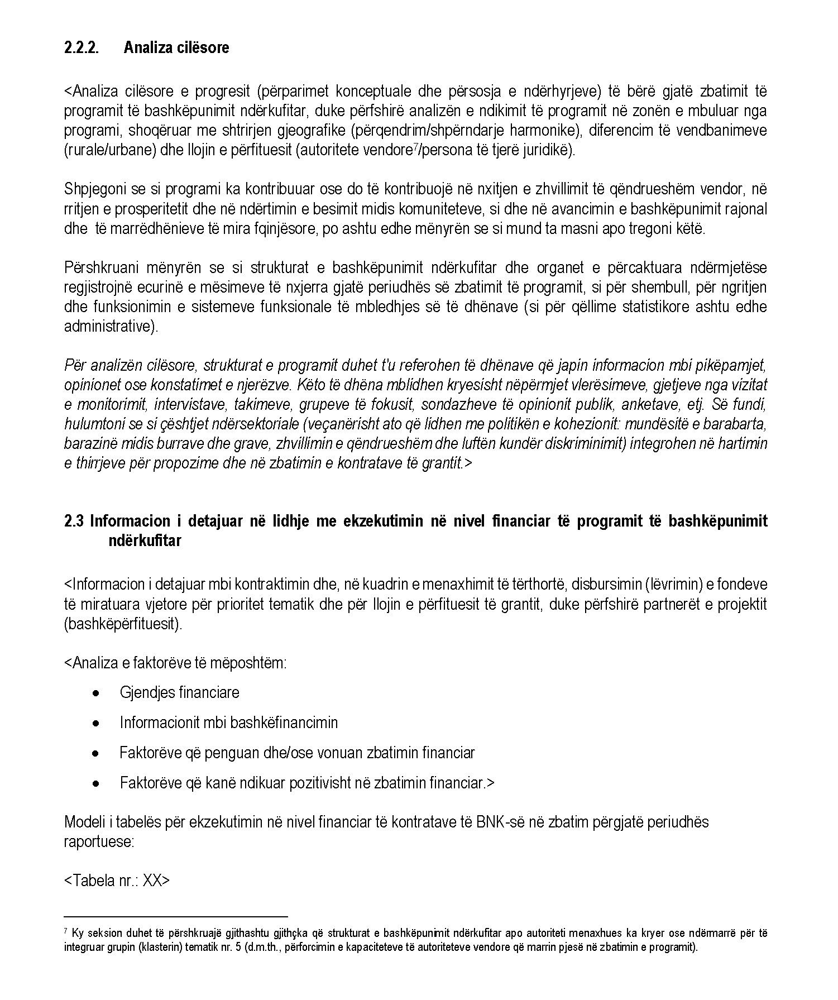 2.2.2. Analiza cilësore
<Analiza cilësore e progresit (përparimet konceptuale dhe përsosja e ndërhyrjeve) të bërë gjatë zbatimit të
programit të bashkëpunimit ndërkufitar, duke përfshirë analizën e ndikimit të programit në zonën e mbuluar nga
programi, shoqëruar me shtrirjen gjeografike (përqendrim/shpërndarje harmonike), diferencim të vendbanimeve
(rurale/urbane) dhe llojin e përfituesit (autoritete vendore7/persona të tjerë juridikë).
Shpjegoni se si programi ka kontribuuar ose do të kontribuojë në nxitjen e zhvillimit të qëndrueshëm vendor, në
rritjen e prosperitetit dhe në ndërtimin e besimit midis komuniteteve, si dhe në avancimin e bashkëpunimit rajonal
dhe të marrëdhënieve të mira fqinjësore, po ashtu edhe mënyrën se si mund ta masni apo tregoni këtë.
Përshkruani mënyrën se si strukturat e bashkëpunimit ndërkufitar dhe organet e përcaktuara ndërmjetëse
regjistrojnë ecurinë e mësimeve të nxjerra gjatë periudhës së zbatimit të programit, si për shembull, për ngritjen
dhe funksionimin e sistemeve funksionale të mbledhjes së të dhënave (si për qëllime statistikore ashtu edhe
administrative).
Për analizën cilësore, strukturat e programit duhet t'u referohen të dhënave që japin informacion mbi pikëpamjet,
opinionet ose konstatimet e njerëzve. Këto të dhëna mblidhen kryesisht nëpërmjet vlerësimeve, gjetjeve nga vizitat
e monitorimit, intervistave, takimeve, grupeve të fokusit, sondazheve të opinionit publik, anketave, etj. Së fundi,
hulumtoni se si çështjet ndërsektoriale (veçanërisht ato që lidhen me politikën e kohezionit: mundësitë e barabarta,
barazinë midis burrave dhe grave, zhvillimin e qëndrueshëm dhe luftën kundër diskriminimit) integrohen në hartimin
e thirrjeve për propozime dhe në zbatimin e kontratave të grantit.>
2.3 Informacion i detajuar në lidhje me ekzekutimin në nivel financiar të programit të bashkëpunimit
ndërkufitar
<Informacion i detajuar mbi kontraktimin dhe, në kuadrin e menaxhimit të tërthortë, disbursimin (lëvrimin) e fondeve
të miratuara vjetore për prioritet tematik dhe për llojin e përfituesit të grantit, duke përfshirë partnerët e projektit
(bashkëpërfituesit).
<Analiza e faktorëve të mëposhtëm:
• Gjendjes financiare
• Informacionit mbi bashkëfinancimin
• Faktorëve që penguan dhe/ose vonuan zbatimin financiar
• Faktorëve që kanë ndikuar pozitivisht në zbatimin financiar.>
Modeli i tabelës për ekzekutimin në nivel financiar të kontratave të BNK-së në zbatim përgjatë periudhës
raportuese:
<Tabela nr.: XX>
7 Ky seksion duhet të përshkruajë gjithashtu gjithçka që strukturat e bashkëpunimit ndërkufitar apo autoriteti menaxhues ka kryer ose ndërmarrë për të
integruar grupin (klasterin) tematik nr. 5 (d.m.th., përforcimin e kapaciteteve të autoriteteve vendore që marrin pjesë në zbatimin e programit).